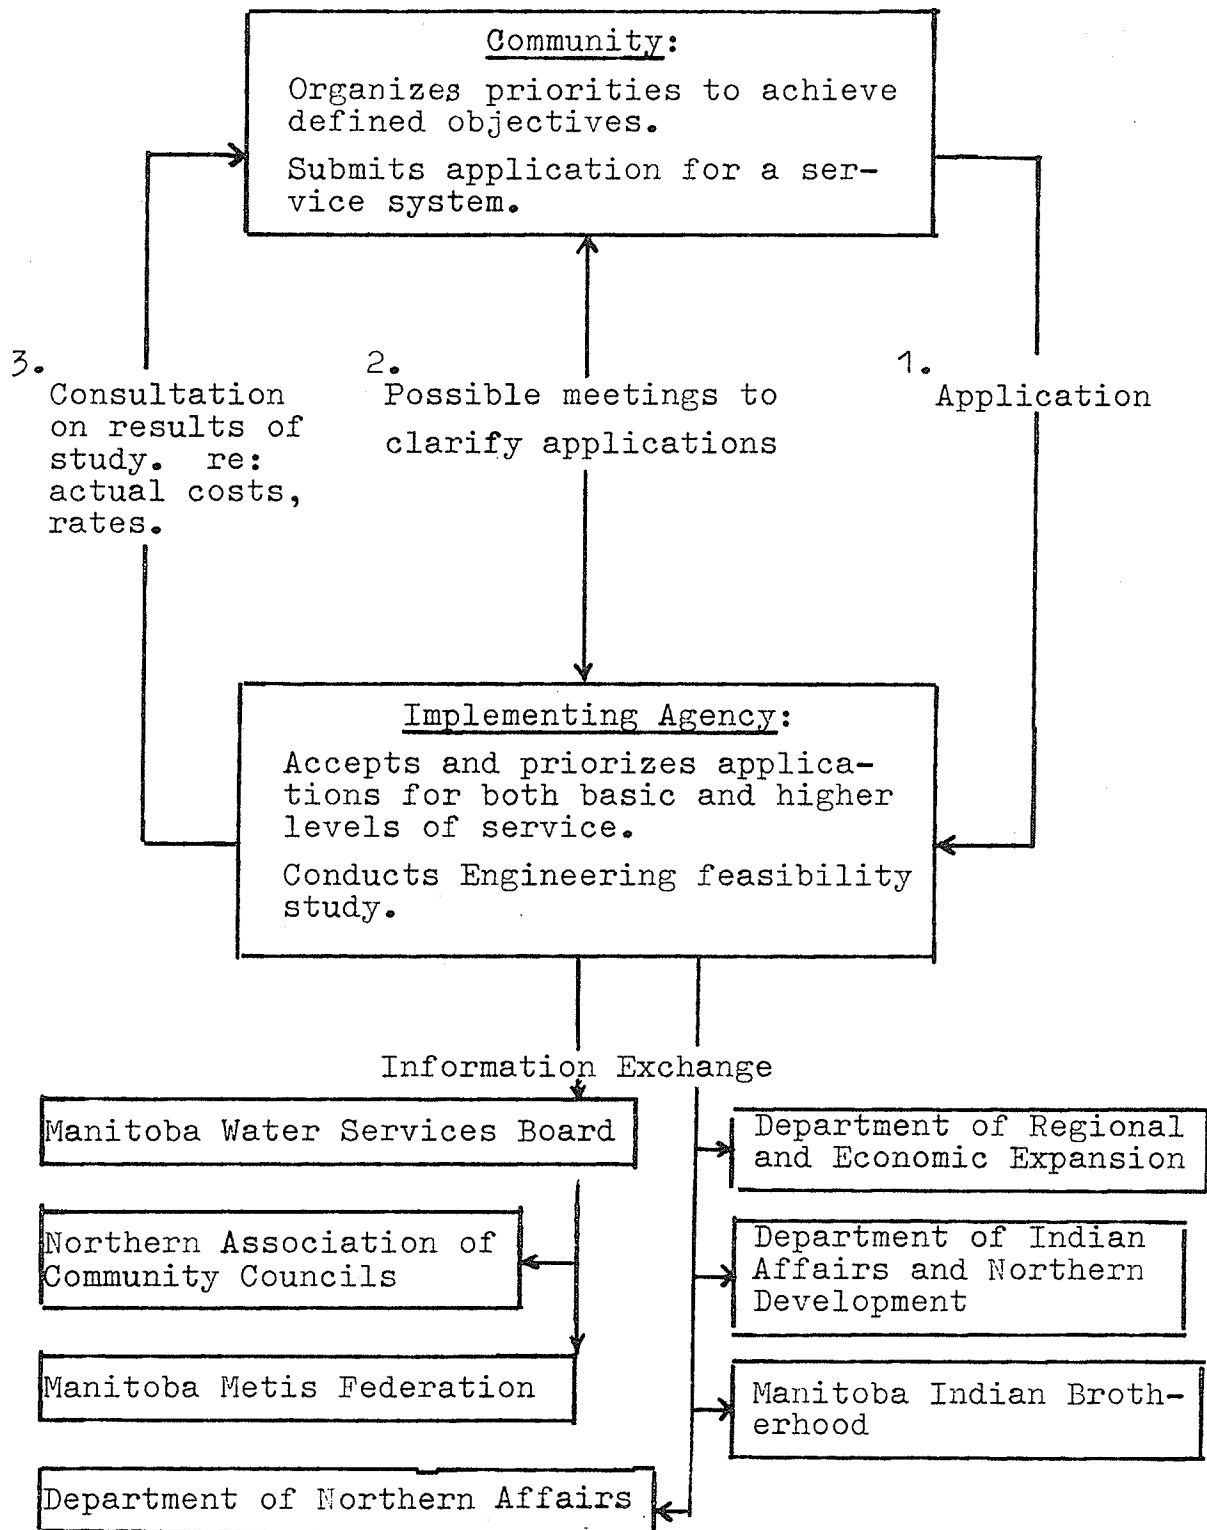 Community:
Organizes priorities to achieve
defined objectives.
Submits application for a ser-
vice system.
3.
Consultation
on results of
study. re:
actual costs,
rates.
2.
Possible meetings to
clarify applications
1.
Application
Implementing Agency:
Accepts and priorizes applica-
tions for both basic and higher
levels of service.
Conducts Engineering feasibility
study.
Information Exchange
Manitoba Water Services Board
Northern Association of
Community Councils
Manitoba Metis Federation
Department of Northern Affairs
Department of Regional
and Economic Expansion
Department of Indian
Affairs and Northern
Development
Manitoba Indian Broth-
erhood